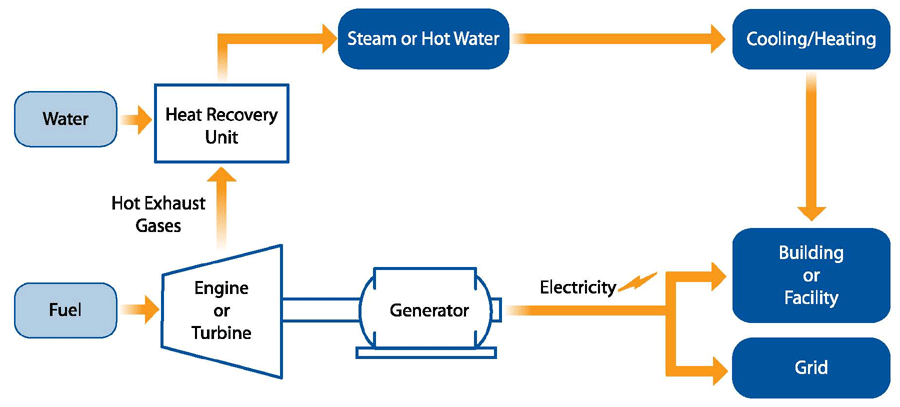 Steam or Hot Water
Cooling/Heating
Water
Heat Recovery
Unit
Hot Exhaust
Gases
Fuel
Engine
or
Turbine
Generator
Electricity
Building
or
Facility
Grid